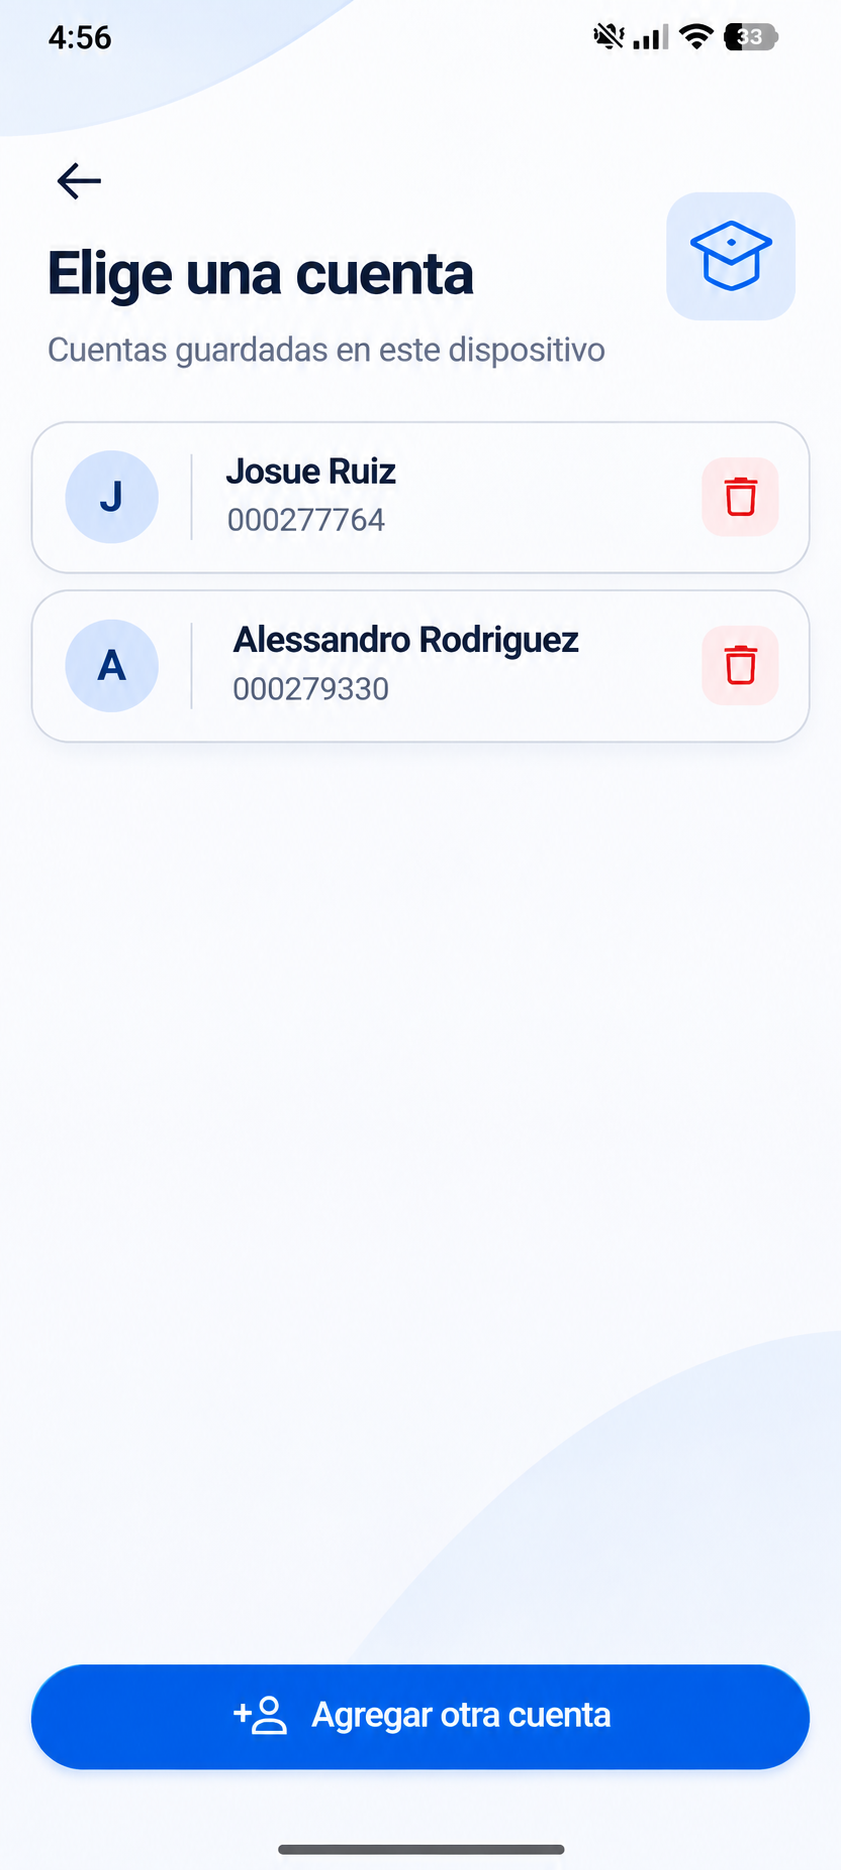 4:56
33
Elige una cuenta
Cuentas guardadas en este dispositivo
J
Josue Ruiz
000277764
A
Alessandro Rodriguez
000279330
Agregar otra cuenta